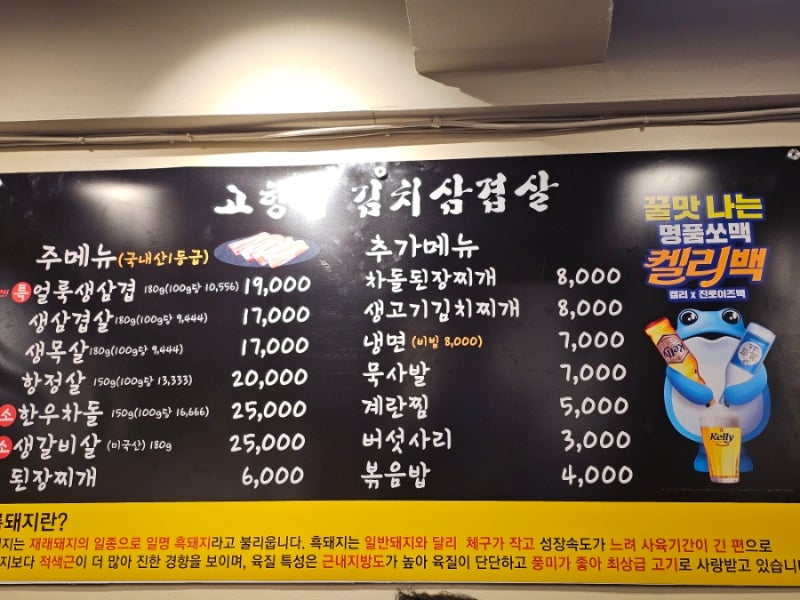 고향 김치삼겹살
주메뉴(국내산1등급)
특 얼룩생삼겹 180g(100g당 10,556) 19,000
생삼겹살 180g(100g당 9,444) 17,000
생목살 180g(100g당 9,444) 17,000
항정살 150g(100g당 13,333) 20,000
소 한우차돌 150g(100g당 16,666) 25,000
소 생갈비살 (미국산) 180g 25,000
된장찌개 6,000
추가메뉴
차돌된장찌개 8,000
생고기김치찌개 8,000
냉면 (비빔 8,000) 7,000
묵사발 7,000
계란찜 5,000
버섯사리 3,000
볶음밥 4,000
꿀맛 나는
명품쏘맥
켈리백
켈리 x 진로이즈백
Kelly
Kelly
돼지란?
지는 재래돼지의 일종으로 일명 흑돼지라고 불리웁니다. 흑돼지는 일반돼지와 달리 체구가 작고 성장속도가 느려 사육기간이 긴 편으로
지보다 적색근이 더 많아 진한 경향을 보이며, 육질 특성은 근내지방도가 높아 육질이 단단하고 풍미가 좋아 최상급 고기로 사랑받고 있습니